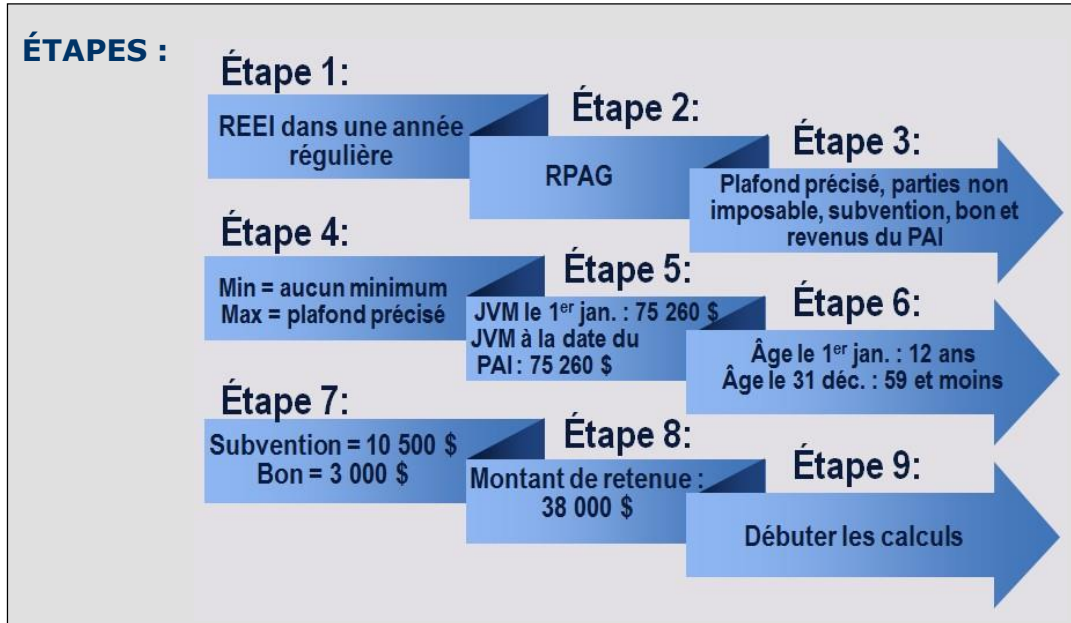 ÉTAPES :
Étape 1:
REEI dans une année
régulière
Étape 2:
RPAG
Étape 3:
Plafond précisé, parties non
imposable, subvention, bon et
revenus du PAI
Étape 4:
Min = aucun minimum
Max = plafond précisé
Étape 5:
JVM le 1er jan. : 75 260 $
JVM à la date du
PAI : 75 260 $
Étape 6:
Âge le 1er jan. : 12 ans
Âge le 31 déc. : 59 et moins
Étape 7:
Subvention = 10 500 $
Bon = 3 000 $
Étape 8:
Montant de retenue :
38 000 $
Étape 9:
Débuter les calculs